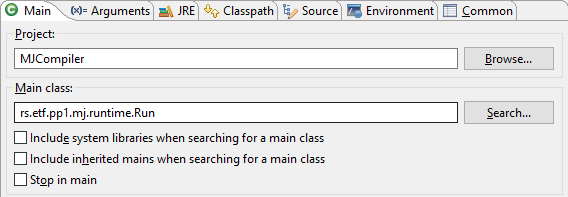 Main (x)= Arguments JRE Classpath Source Environment Common
Project:
MJCompiler Browse...
Main class:
rs.etf.pp1.mj.runtime.Run Search...
Include system libraries when searching for a main class
Include inherited mains when searching for a main class
Stop in main